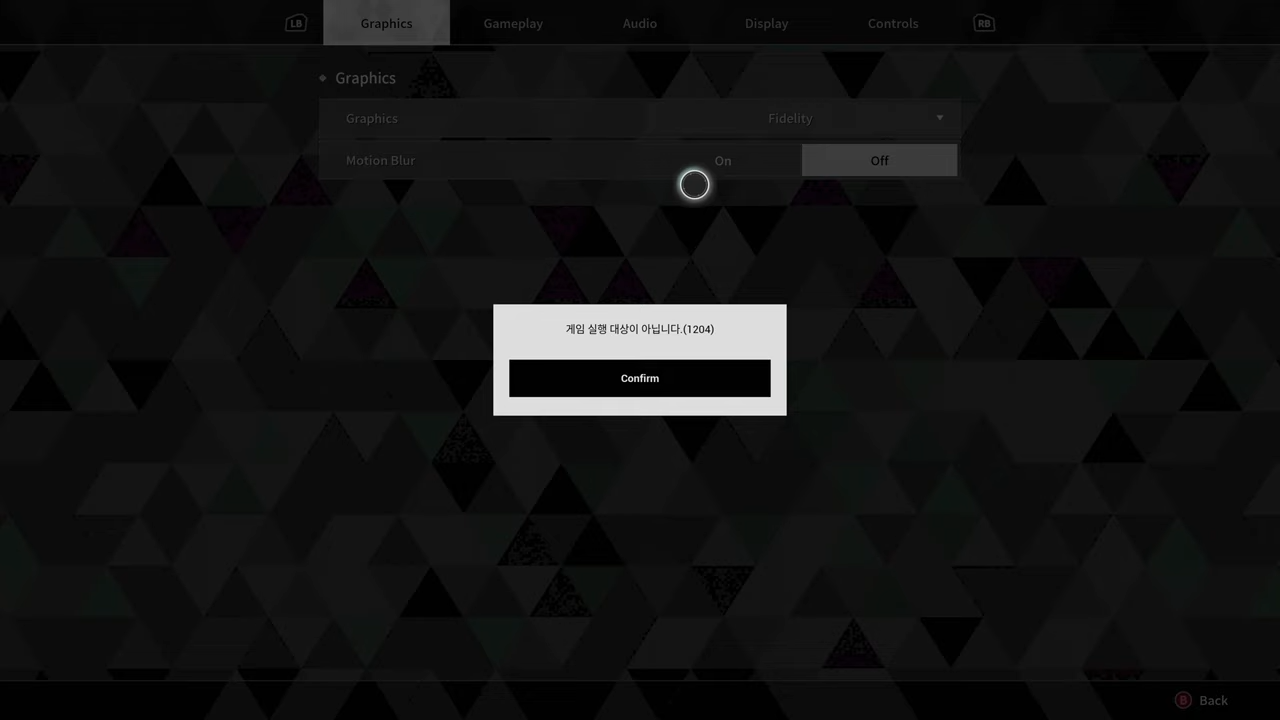 LB
Graphics
Gameplay
Audio
Display
Controls
RB
Graphics
Graphics
Fidelity
Motion Blur
On
Off
게임 실행 대상이 아닙니다.(1204)
Confirm
B
Back